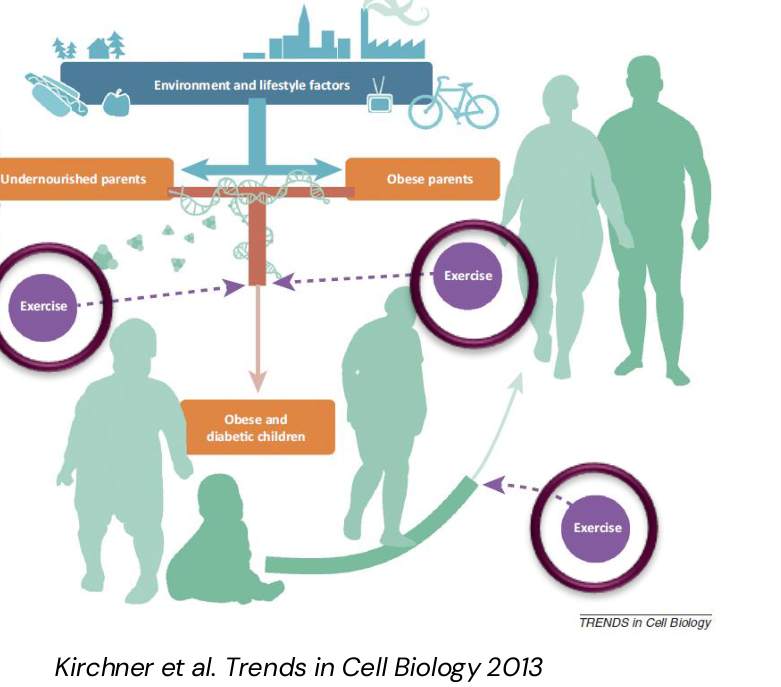 Environment and lifestyle factors
Undernourished parents
Obese parents
Exercise
Exercise
Obese and
diabetic children
Exercise
TRENDS in Cell Biology
Kirchner et al. Trends in Cell Biology 2013